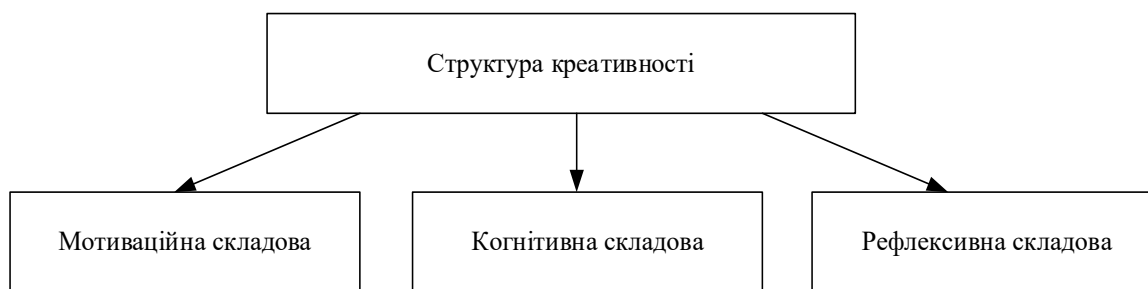 Структура креативності
Мотиваційна складова
Когнітивна складова
Рефлексивна складова